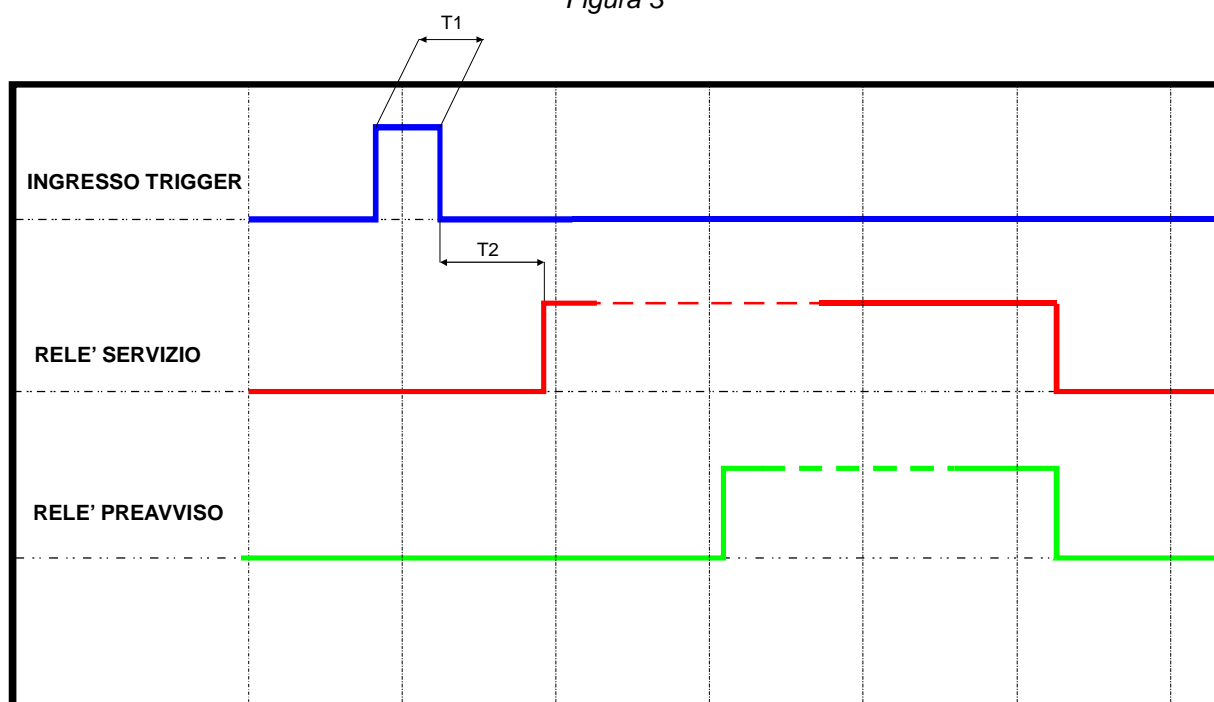 Figura 3
T1
INGRESSO TRIGGER
T2
RELE’ SERVIZIO
RELE’ PREAVVISO